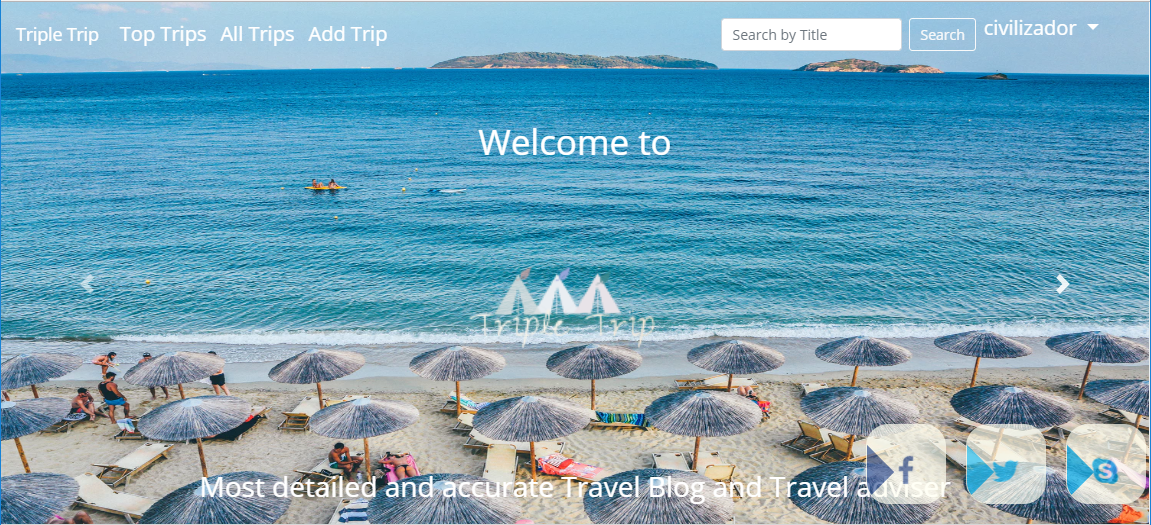 Triple Trip Top Trips All Trips Add Trip Search by Title Search civilizador
Welcome to
Triple Trip
Most detailed and accurate Travel Blog and Travel adviser